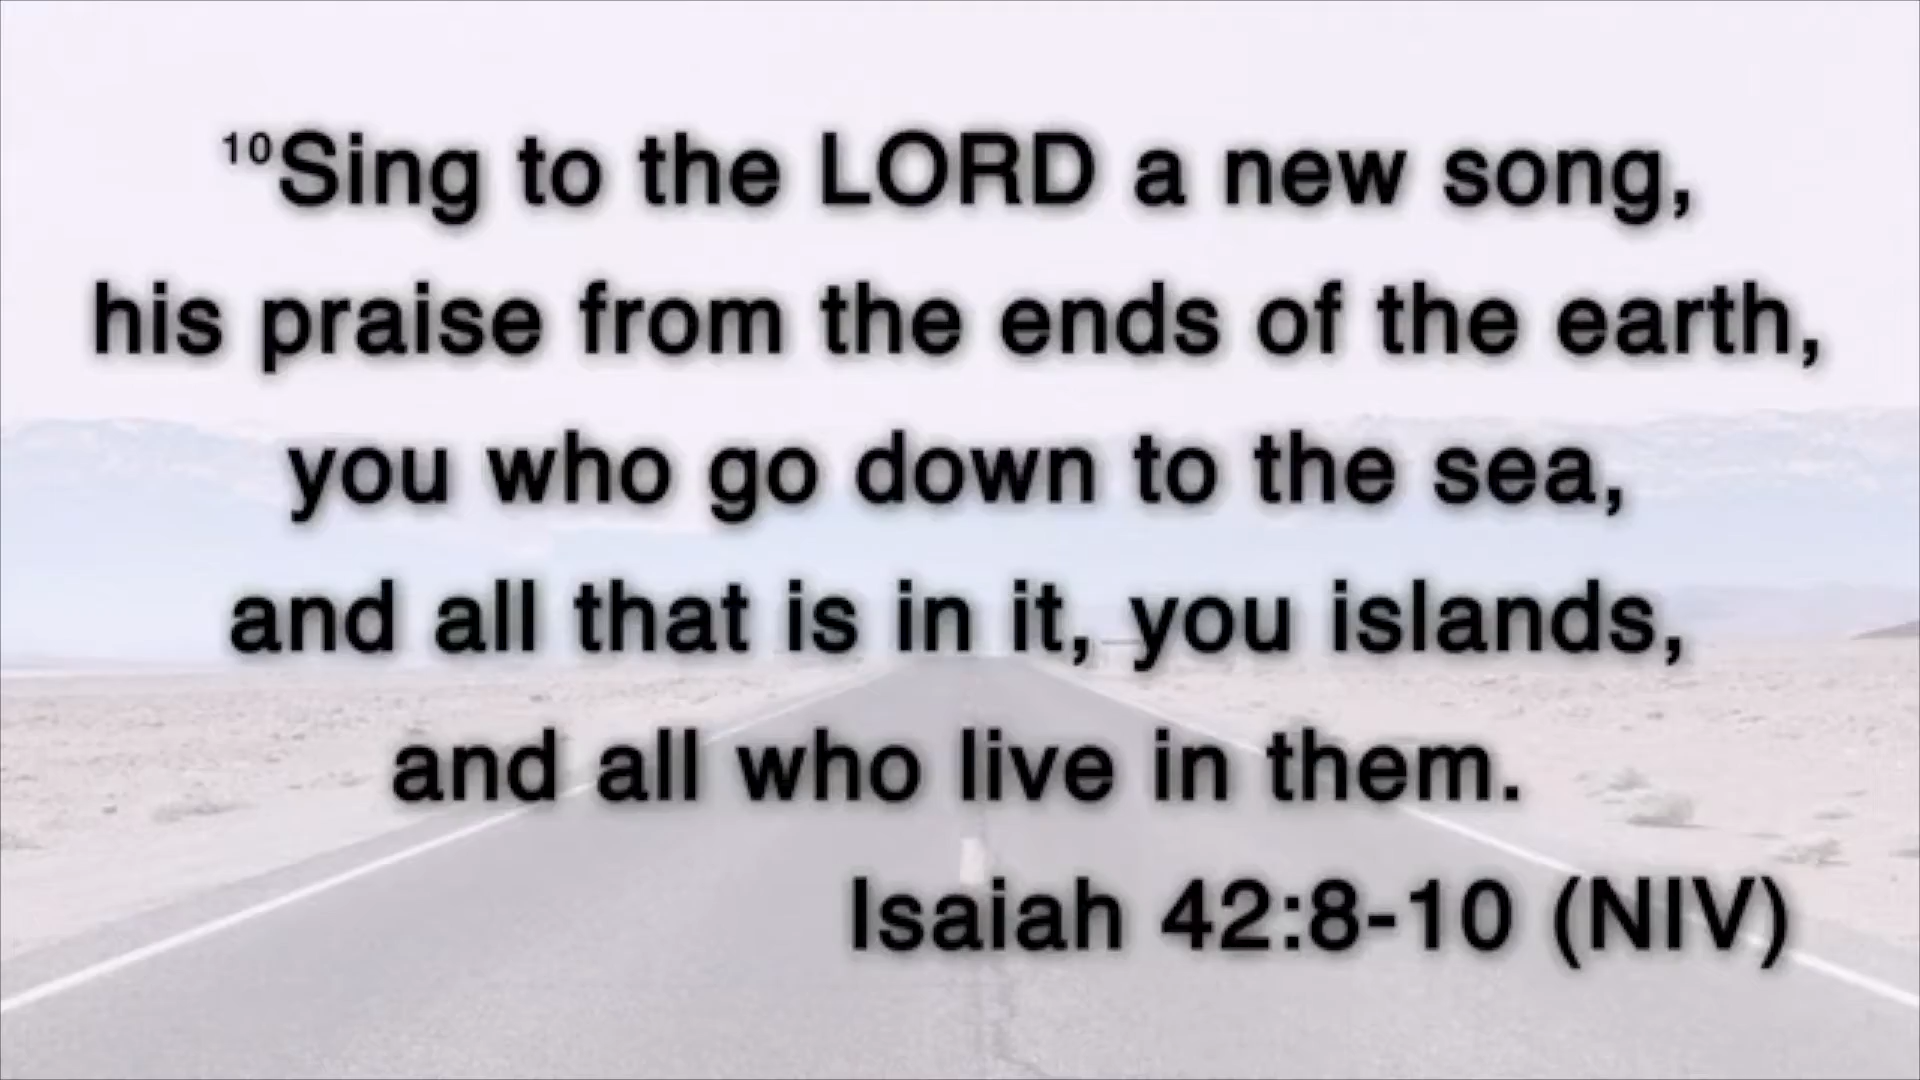 ¹⁰Sing to the LORD a new song,
his praise from the ends of the earth,
you who go down to the sea,
and all that is in it, you islands,
and all who live in them.
Isaiah 42:8-10 (NIV)